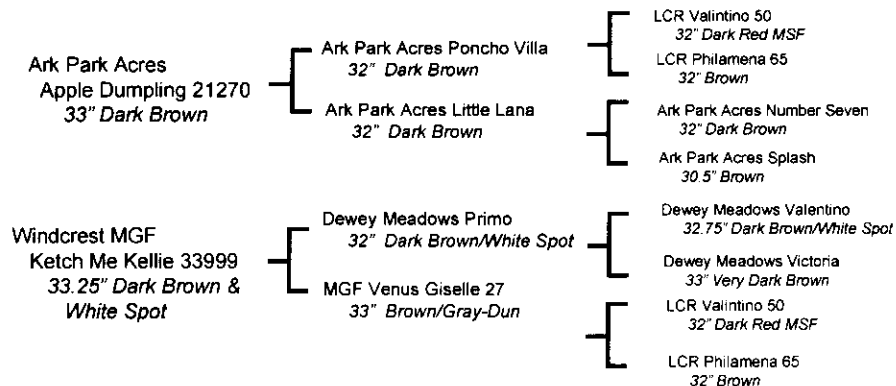 Ark Park Acres
Apple Dumpling 21270
33" Dark Brown
Ark Park Acres Poncho Villa
32" Dark Brown
Ark Park Acres Little Lana
32" Dark Brown
LCR Valintino 50
32" Dark Red MSF
LCR Philamena 65
32" Brown
Ark Park Acres Number Seven
32" Dark Brown
Ark Park Acres Splash
30.5" Brown
Windcrest MGF
Ketch Me Kellie 33999
33.25" Dark Brown &
White Spot
Dewey Meadows Primo
32" Dark Brown/White Spot
MGF Venus Giselle 27
33" Brown/Gray-Dun
Dewey Meadows Valentino
32.75" Dark Brown/White Spot
Dewey Meadows Victoria
33" Very Dark Brown
LCR Valintino 50
32" Dark Red MSF
LCR Philamena 65
32" Brown